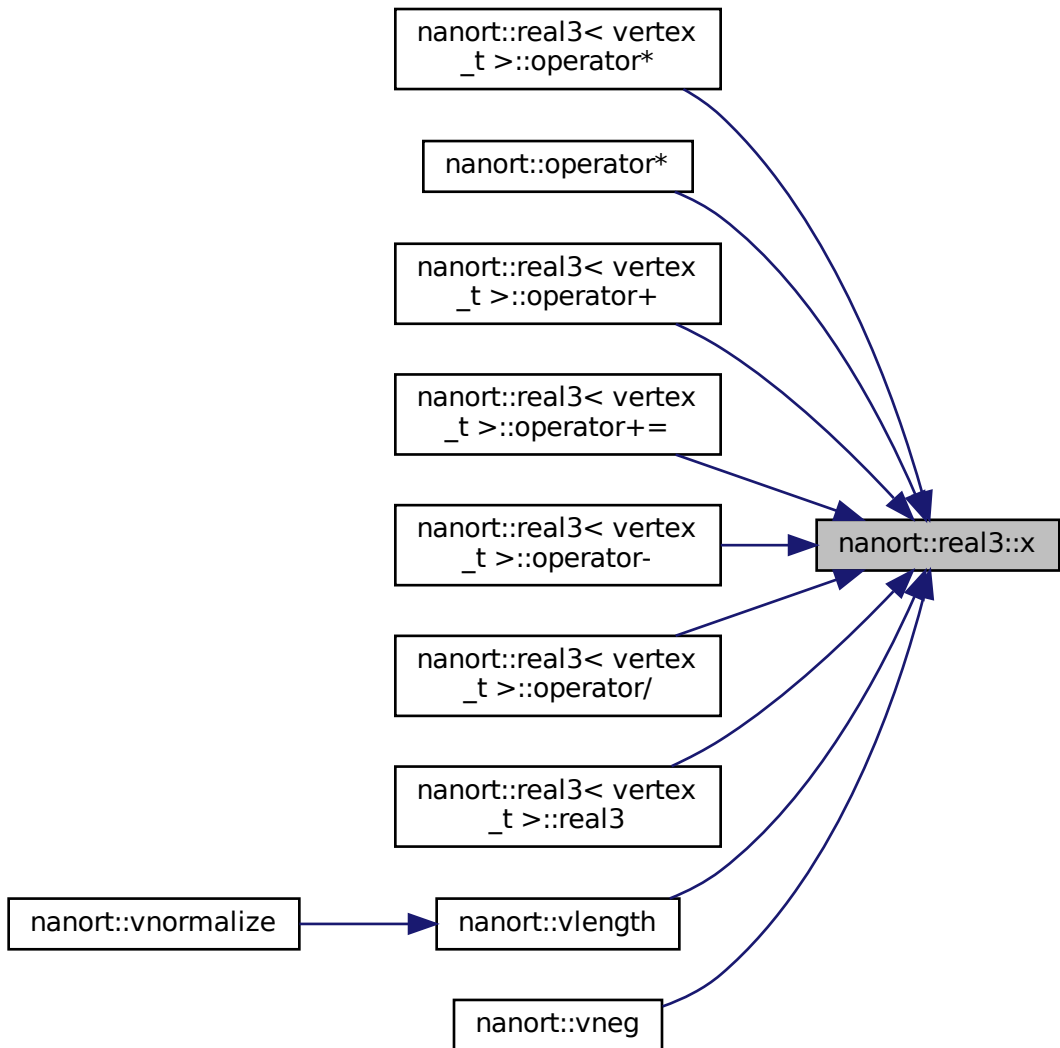 nanort::real3< vertex
_t >::operator*
nanort::operator*
nanort::real3< vertex
_t >::operator+
nanort::real3< vertex
_t >::operator+=
nanort::real3< vertex
_t >::operator-
nanort::real3::x
nanort::real3< vertex
_t >::operator/
nanort::real3< vertex
_t >::real3
nanort::vnormalize
nanort::vlength
nanort::vneg